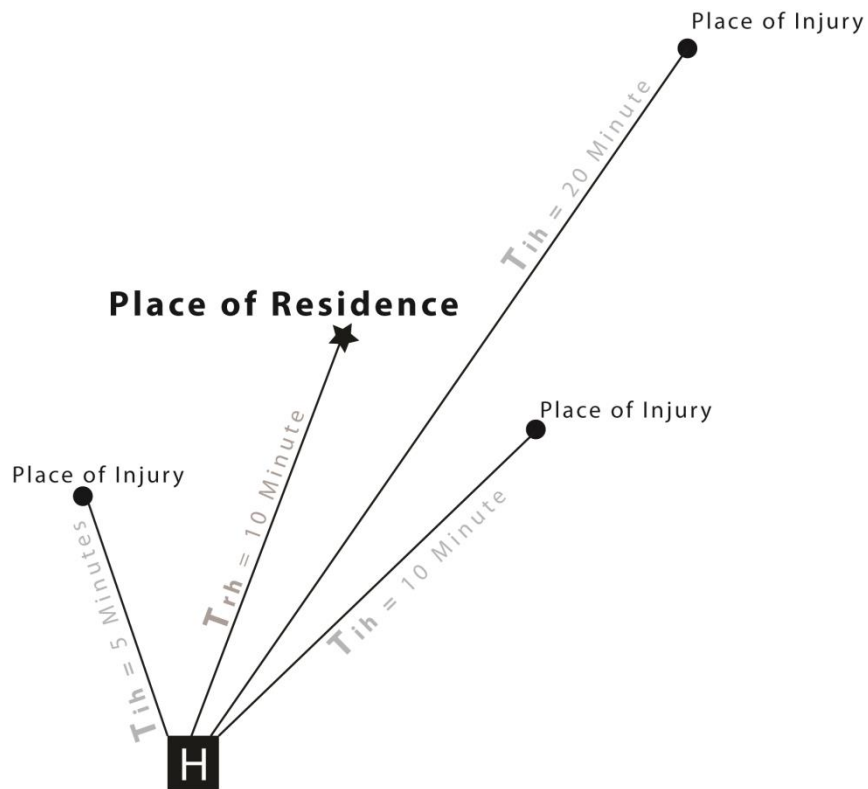 Place of Injury
Tih = 20 Minute
Place of Residence
Trh = 10 Minute
Place of Injury
Tih = 10 Minute
Place of Injury
Tih = 5 Minutes
H